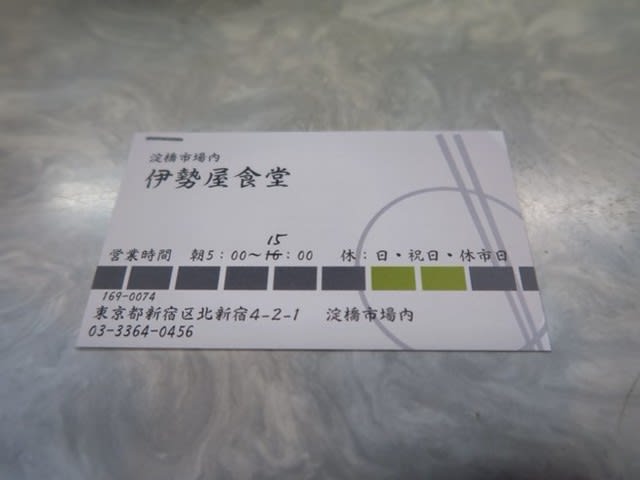 淀橋市場内
伊勢屋食堂
15
営業時間 朝5:00～16:00 休:日・祝日・休市日
169-0074
東京都新宿区北新宿4-2-1 淀橋市場内
03-3364-0456